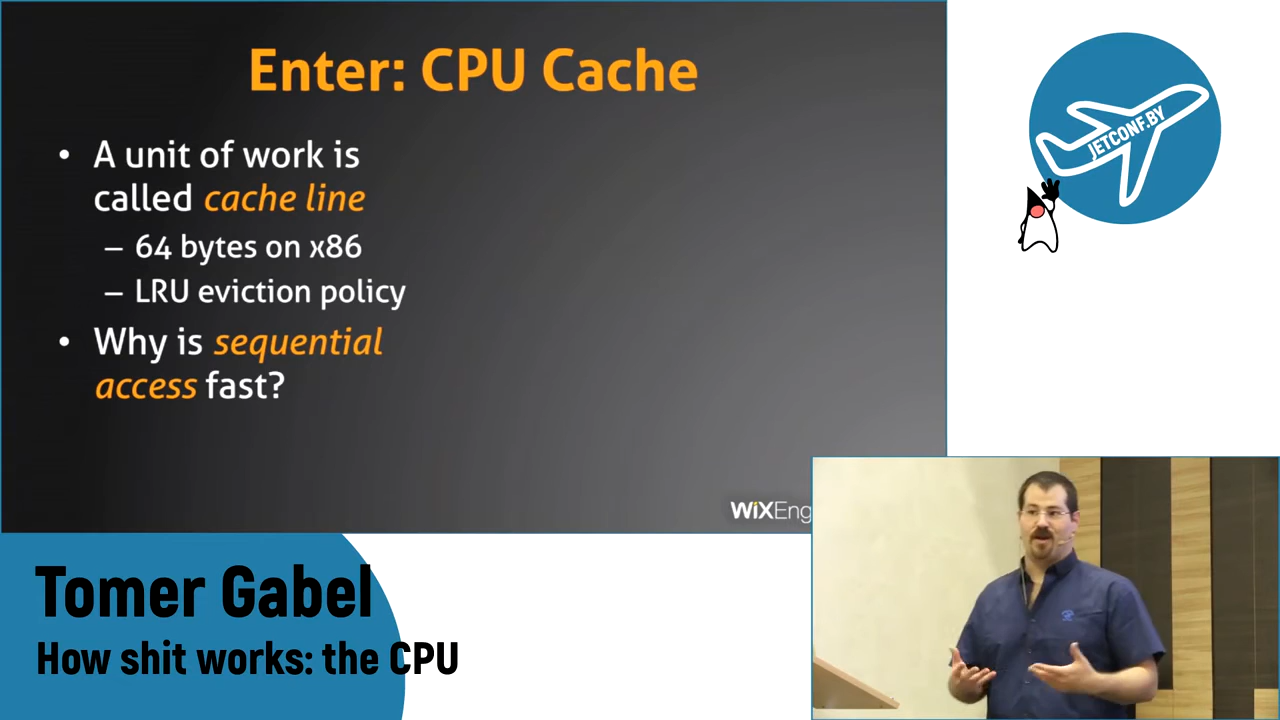 Enter: CPU Cache
• A unit of work is
called cache line
– 64 bytes on x86
– LRU eviction policy
• Why is sequential
access fast?
WiXEng
JETCONF.BY
Tomer Gabel
How shit works: the CPU